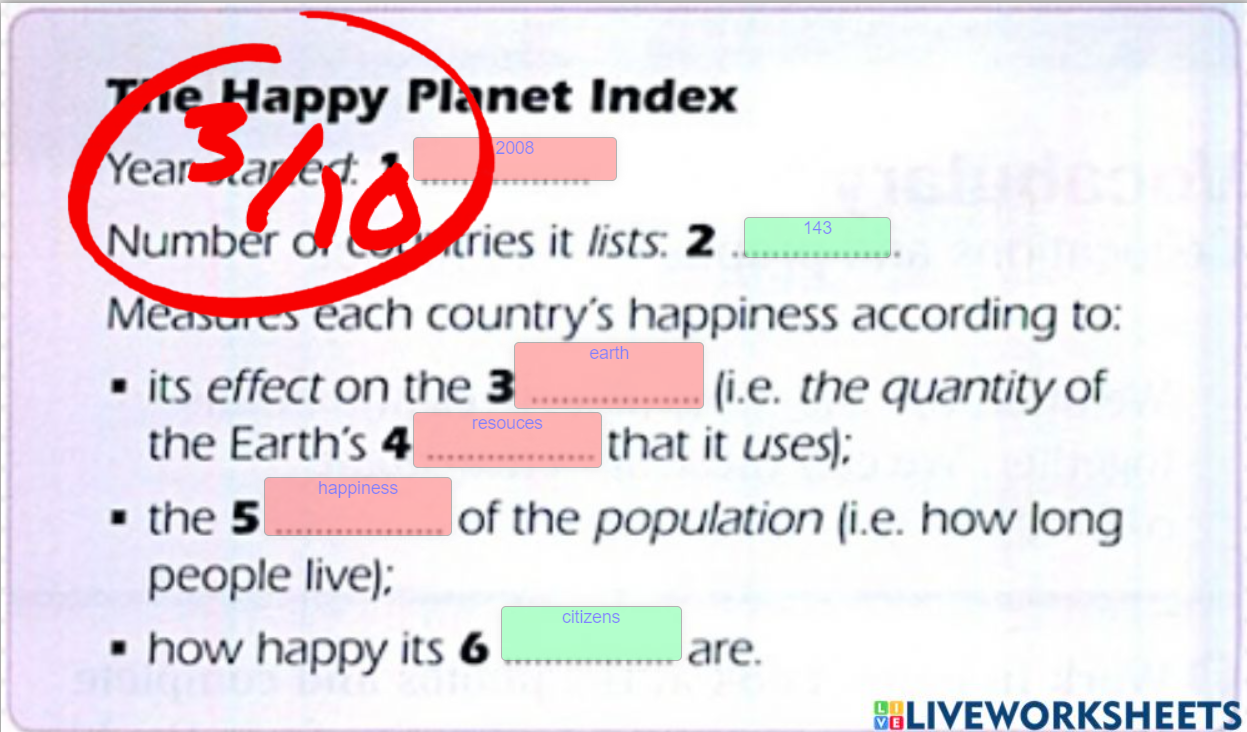 The Happy Planet Index
3/10
Year started: 1 2008 ................
Number of countries it lists: 2 143 ................
Measures each country's happiness according to:
▪ its effect on the 3 earth ................ (i.e. the quantity of
the Earth's 4 resouces ................ that it uses);
▪ the 5 happiness ................ of the population (i.e. how long
people live);
▪ how happy its 6 citizens ................ are.
LIVE LIVEWORKSHEETS